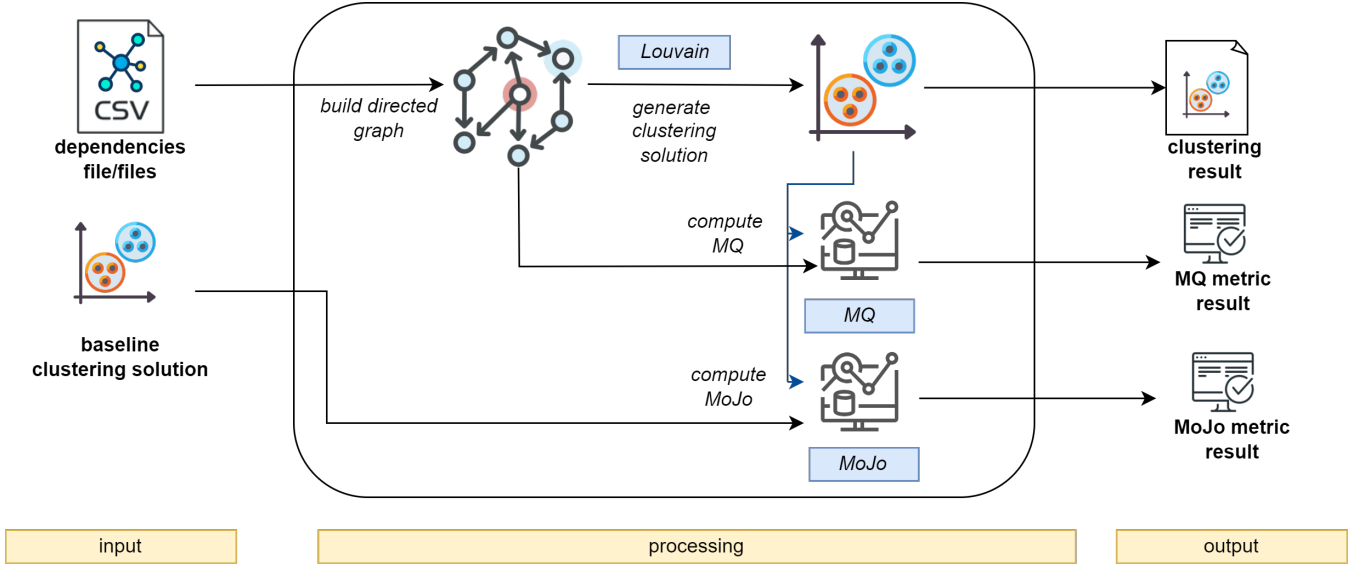 CSV
dependencies
file/files
build directed
graph
Louvain
generate
clustering
solution
clustering
result
compute
MQ
MQ
MQ metric
result
baseline
clustering solution
compute
MoJo
MoJo
MoJo metric
result
input
processing
output